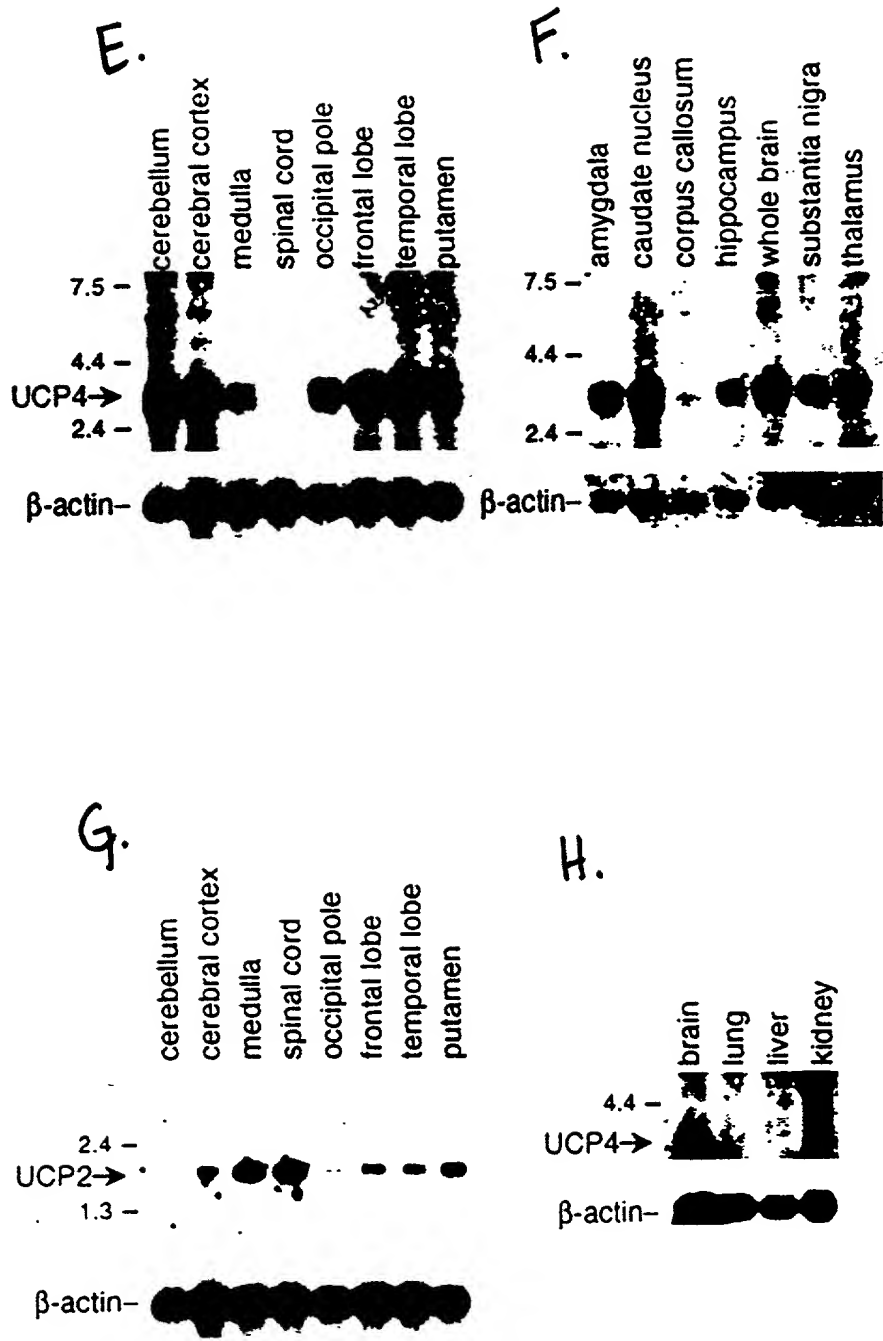 E.
cerebellum
cerebral cortex
medulla
spinal cord
occipital pole
frontal lobe
temporal lobe
putamen
7.5 –
4.4 –
UCP4→
2.4 –
β-actin–
F.
amygdala
caudate nucleus
corpus callosum
hippocampus
whole brain
substantia nigra
thalamus
7.5 –
4.4 –
2.4 –
β-actin–
G.
cerebellum
cerebral cortex
medulla
spinal cord
occipital pole
frontal lobe
temporal lobe
putamen
2.4 –
UCP2→
1.3 –
β-actin–
H.
brain
lung
liver
kidney
4.4 –
UCP4→
β-actin–